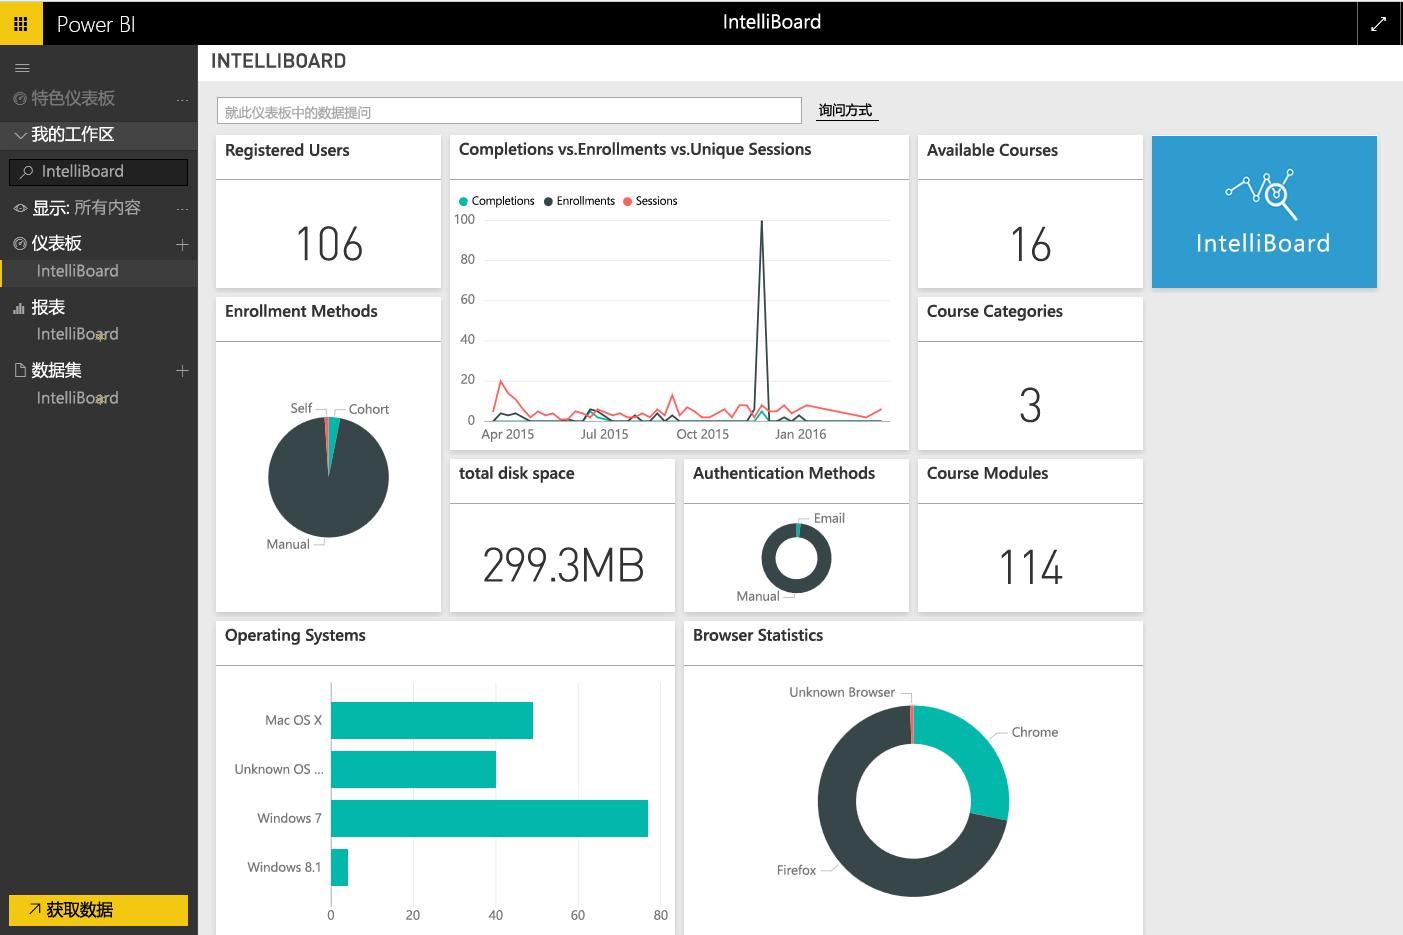 Power BI
IntelliBoard
INTELLIBOARD
特色仪表板 ...
我的工作区
IntelliBoard
显示: 所有内容 ...
仪表板
IntelliBoard
报表
IntelliBoard
数据集
IntelliBoard
获取数据
就此仪表板中的数据提问
询问方式
Registered Users
106
Completions vs.Enrollments vs.Unique Sessions
Completions Enrollments Sessions
100
80
60
40
20
0
Apr 2015 Jul 2015 Oct 2015 Jan 2016
Available Courses
16
IntelliBoard
Enrollment Methods
Self Cohort
Manual
Course Categories
3
total disk space
299.3MB
Authentication Methods
Email
Manual
Course Modules
114
Operating Systems
Mac OS X
Unknown OS ...
Windows 7
Windows 8.1
0 20 40 60 80
Browser Statistics
Unknown Browser
Chrome
Firefox